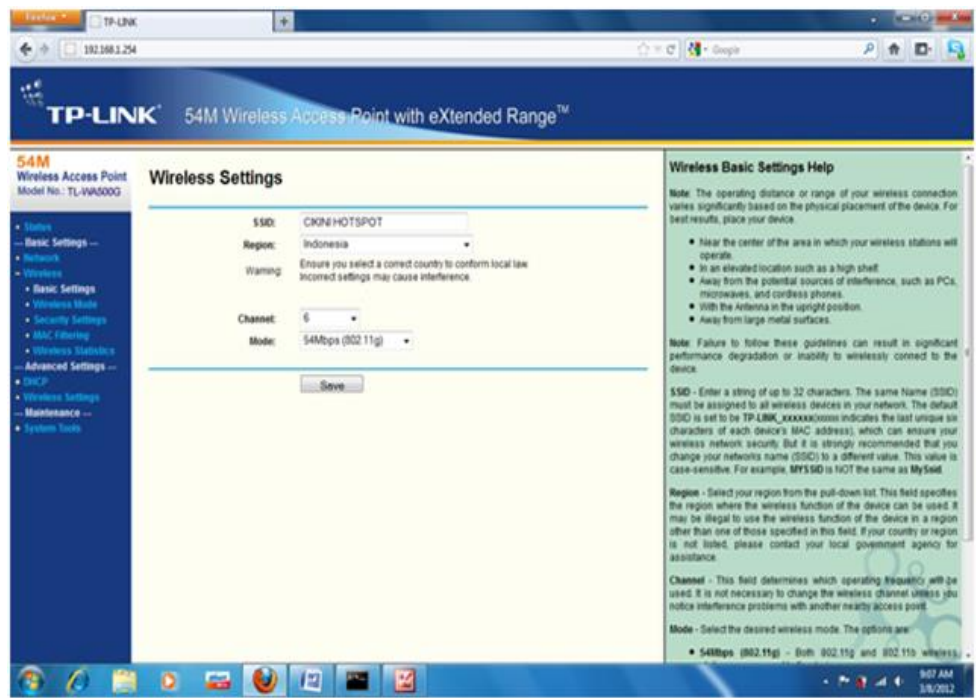 Firefox
TP-LINK
192.168.1.254
Google
TP-LINK 54M Wireless Access Point with eXtended Range™
54M
Wireless Access Point
Model No.: TL-WA500G
• Status
--- Basic Settings ---
• Network
• Wireless
• Basic Settings
• Wireless Mode
• Security Settings
• MAC Filtering
• Wireless Statistics
--- Advanced Settings ---
• DHCP
• Wireless Settings
--- Maintenance ---
• System Tools
Wireless Settings
SSID: CIKINI HOTSPOT
Region: Indonesia
Warning: Ensure you select a correct country to conform local law.
Incorrect settings may cause interference.
Channel: 6
Mode: 54Mbps (802.11g)
Save
Wireless Basic Settings Help
Note: The operating distance or range of your wireless connection
varies significantly based on the physical placement of the device. For
best results, place your device.
• Near the center of the area in which your wireless stations will
operate.
• In an elevated location such as a high shelf.
• Away from the potential sources of interference, such as PCs,
microwaves, and cordless phones.
• With the Antenna in the upright position.
• Away from large metal surfaces.
Note: Failure to follow these guidelines can result in significant
performance degradation or inability to wirelessly connect to the
device.
SSID - Enter a string of up to 32 characters. The same Name (SSID)
must be assigned to all wireless devices in your network. The default
SSID is set to be TP-LINK_xxxxxx(xxxxxx indicates the last unique six
characters of each device's MAC address), which can ensure your
wireless network security. But it is strongly recommended that you
change your networks name (SSID) to a different value. This value is
case-sensitive. For example, MYSSID is NOT the same as MySsid.
Region - Select your region from the pull-down list. This field specifies
the region where the wireless function of the device can be used. It
may be illegal to use the wireless function of the device in a region
other than one of those specified in this field. If your country or region
is not listed, please contact your local government agency for
assistance.
Channel - This field determines which operating frequency will be
used. It is not necessary to change the wireless channel unless you
notice interference problems with another nearby access point.
Mode - Select the desired wireless mode. The options are:
• 54Mbps (802.11g) - Both 802.11g and 802.11b wireless
9:07 AM
3/8/2012